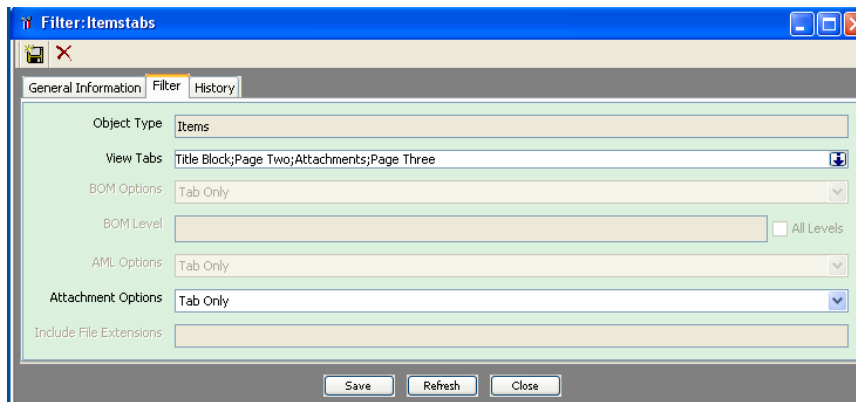 Filter:Itemstabs
General Information Filter History
Object Type Items
View Tabs Title Block;Page Two;Attachments;Page Three
BOM Options Tab Only
BOM Level All Levels
AML Options Tab Only
Attachment Options Tab Only
Include File Extensions
Save Refresh Close